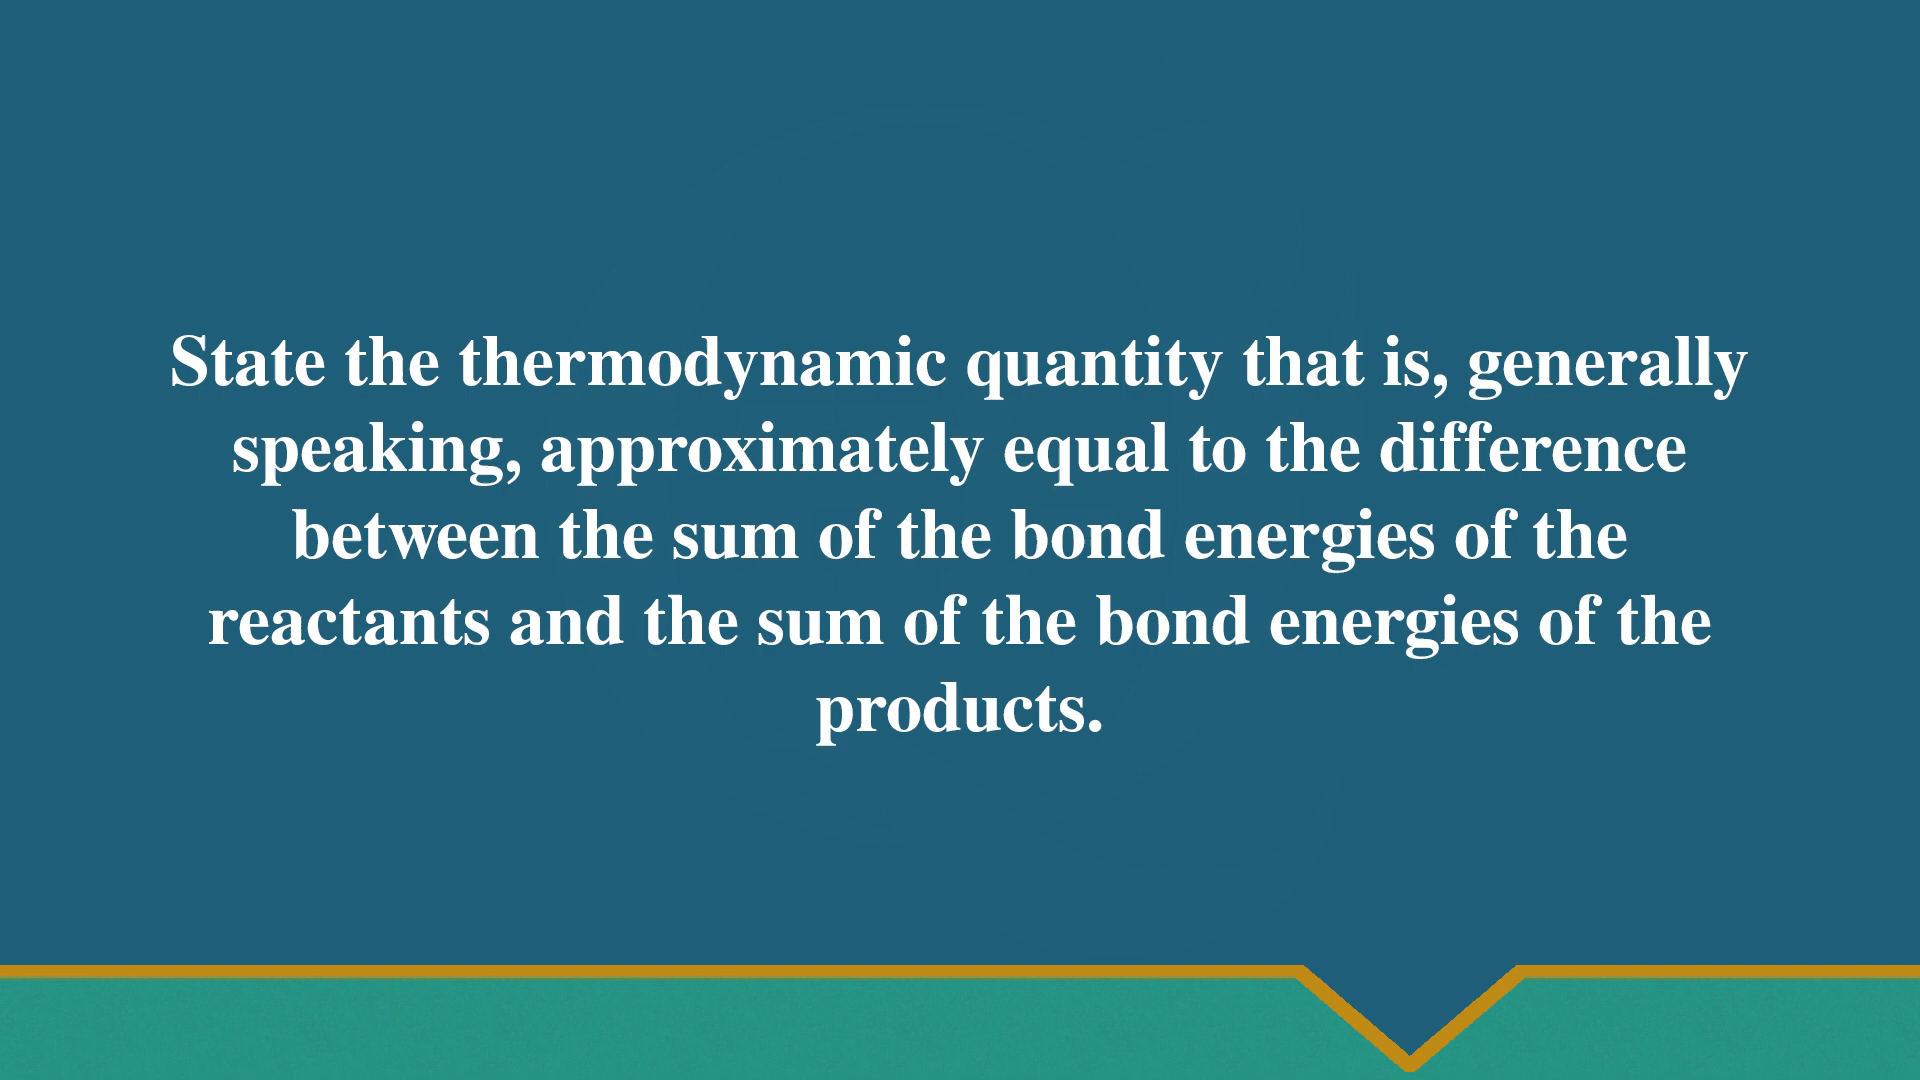 State the thermodynamic quantity that is, generally
speaking, approximately equal to the difference
between the sum of the bond energies of the
reactants and the sum of the bond energies of the
products.